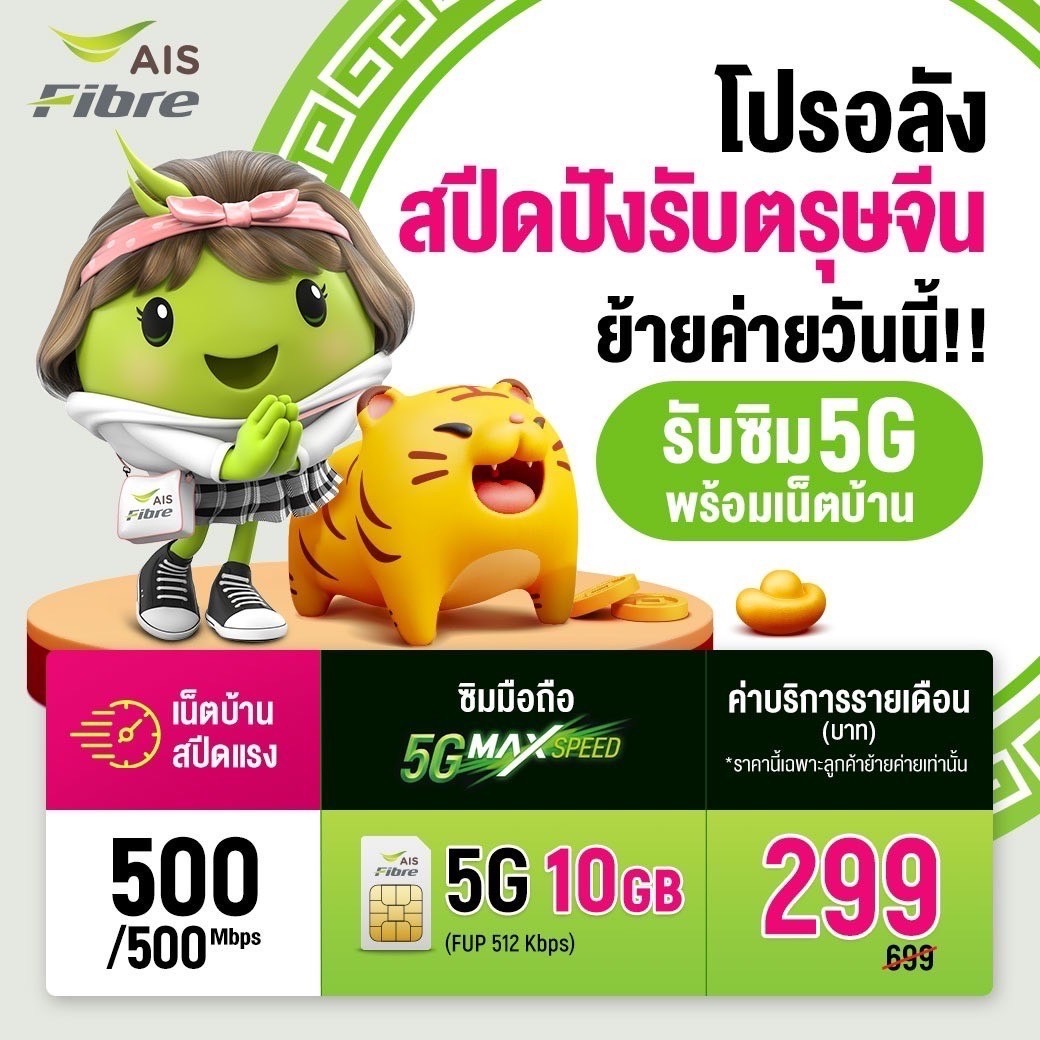 AIS
Fibre
โปรอลัง
สปีดปังรับตรุษจีน
ย้ายค่ายวันนี้!!
รับซิม 5G
พร้อมเน็ตบ้าน
AIS
Fibre
เน็ตบ้าน
สปีดแรง
ซิมมือถือ
5G MAX SPEED
ค่าบริการรายเดือน
(บาท)
*ราคานี้เฉพาะลูกค้าย้ายค่ายเท่านั้น
500
/500 Mbps
AIS
Fibre
5G 10GB
(FUP 512 Kbps)
299
699